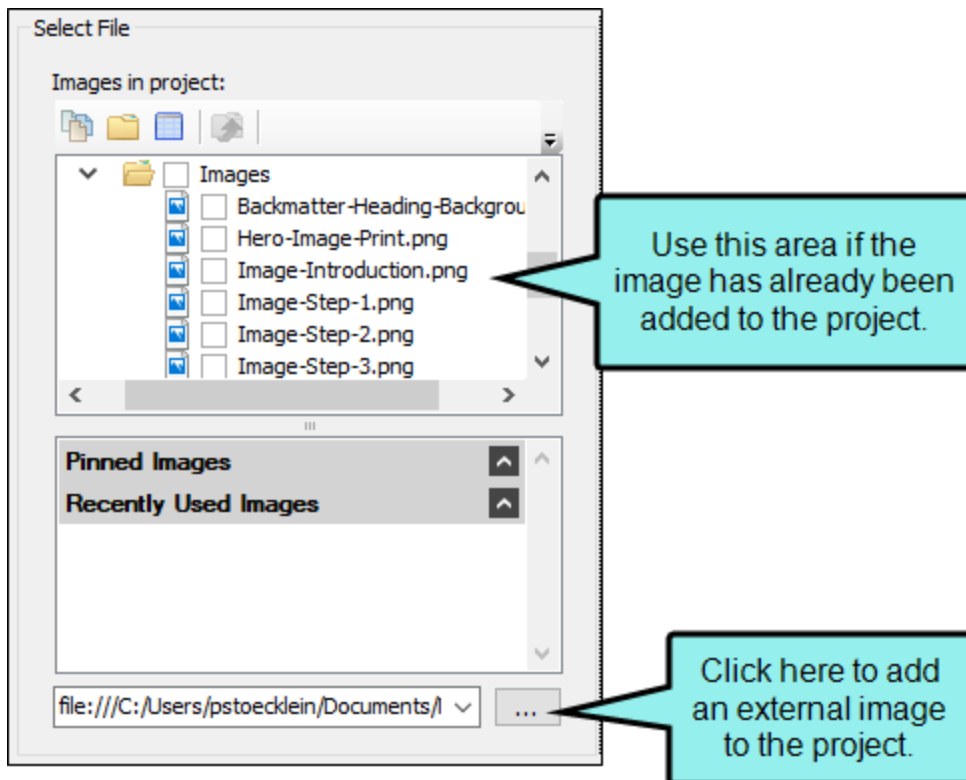 Select File
Images in project:
Images
Backmatter-Heading-Backgrou
Hero-Image-Print.png
Image-Introduction.png
Image-Step-1.png
Image-Step-2.png
Image-Step-3.png
Use this area if the
image has already been
added to the project.
Pinned Images
Recently Used Images
file:///C:/Users/pstoecklein/Documents/
...
Click here to add
an external image
to the project.